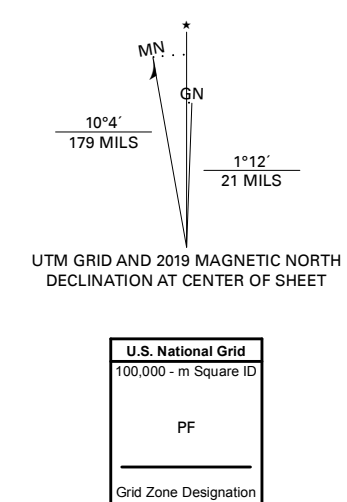 ★
MN
GN
10°4´
179 MILS
1°12´
21 MILS
UTM GRID AND 2019 MAGNETIC NORTH
DECLINATION AT CENTER OF SHEET
U.S. National Grid
100,000 - m Square ID
PF
Grid Zone Designation